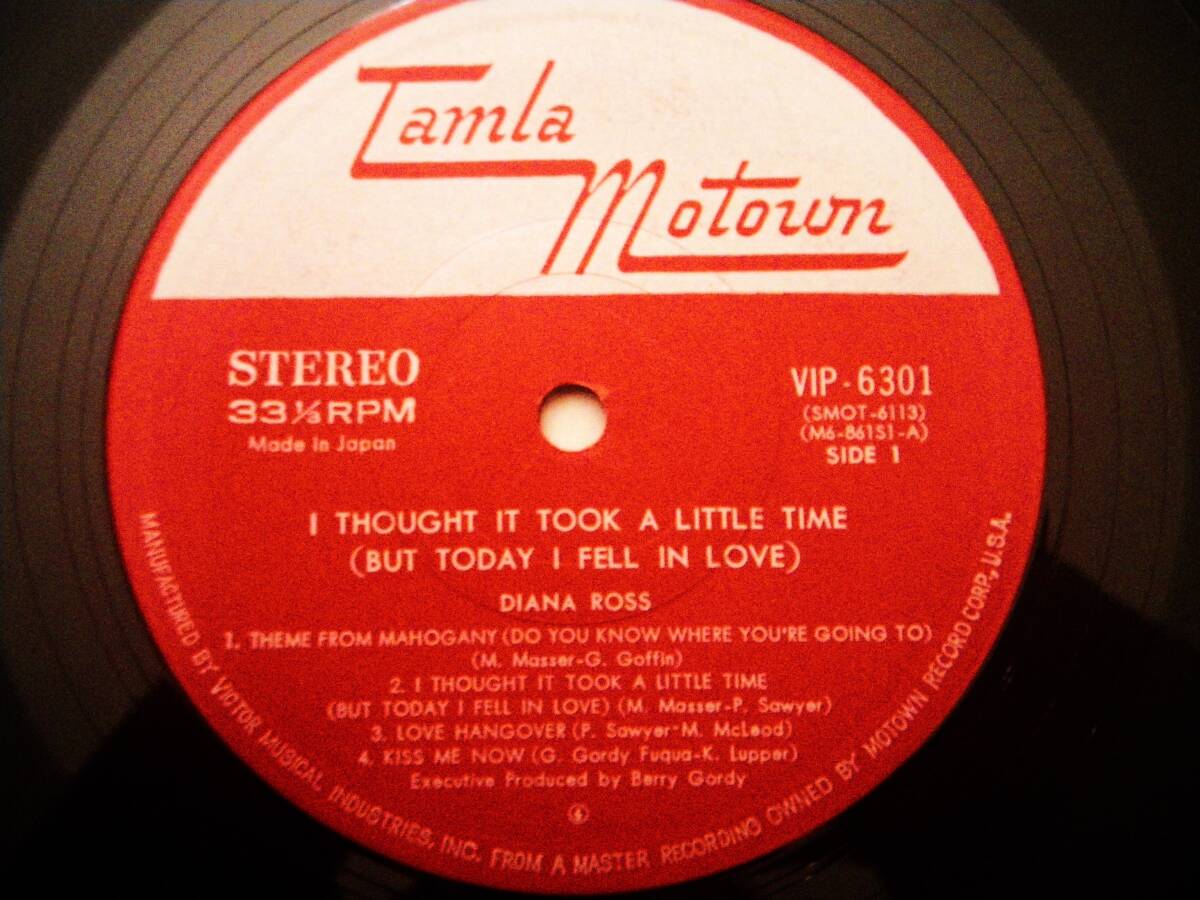 Tamla
Motown
STEREO
33⅓RPM
Made In Japan
VIP-6301
(SMOT-6113)
(M6-861S1-A)
SIDE 1
I THOUGHT IT TOOK A LITTLE TIME
(BUT TODAY I FELL IN LOVE)
DIANA ROSS
1. THEME FROM MAHOGANY (DO YOU KNOW WHERE YOU'RE GOING TO)
(M. Masser-G. Goffin)
2. I THOUGHT IT TOOK A LITTLE TIME
(BUT TODAY I FELL IN LOVE) (M. Masser-P. Sawyer)
3. LOVE HANGOVER (P. Sawyer-M. McLeod)
4. KISS ME NOW (G. Gordy Fuqua-K. Lupper)
Executive Produced by Berry Gordy
MANUFACTURED BY VICTOR MUSICAL INDUSTRIES, INC. FROM A MASTER RECORDING OWNED BY MOTOWN RECORD CORP., U.S.A.